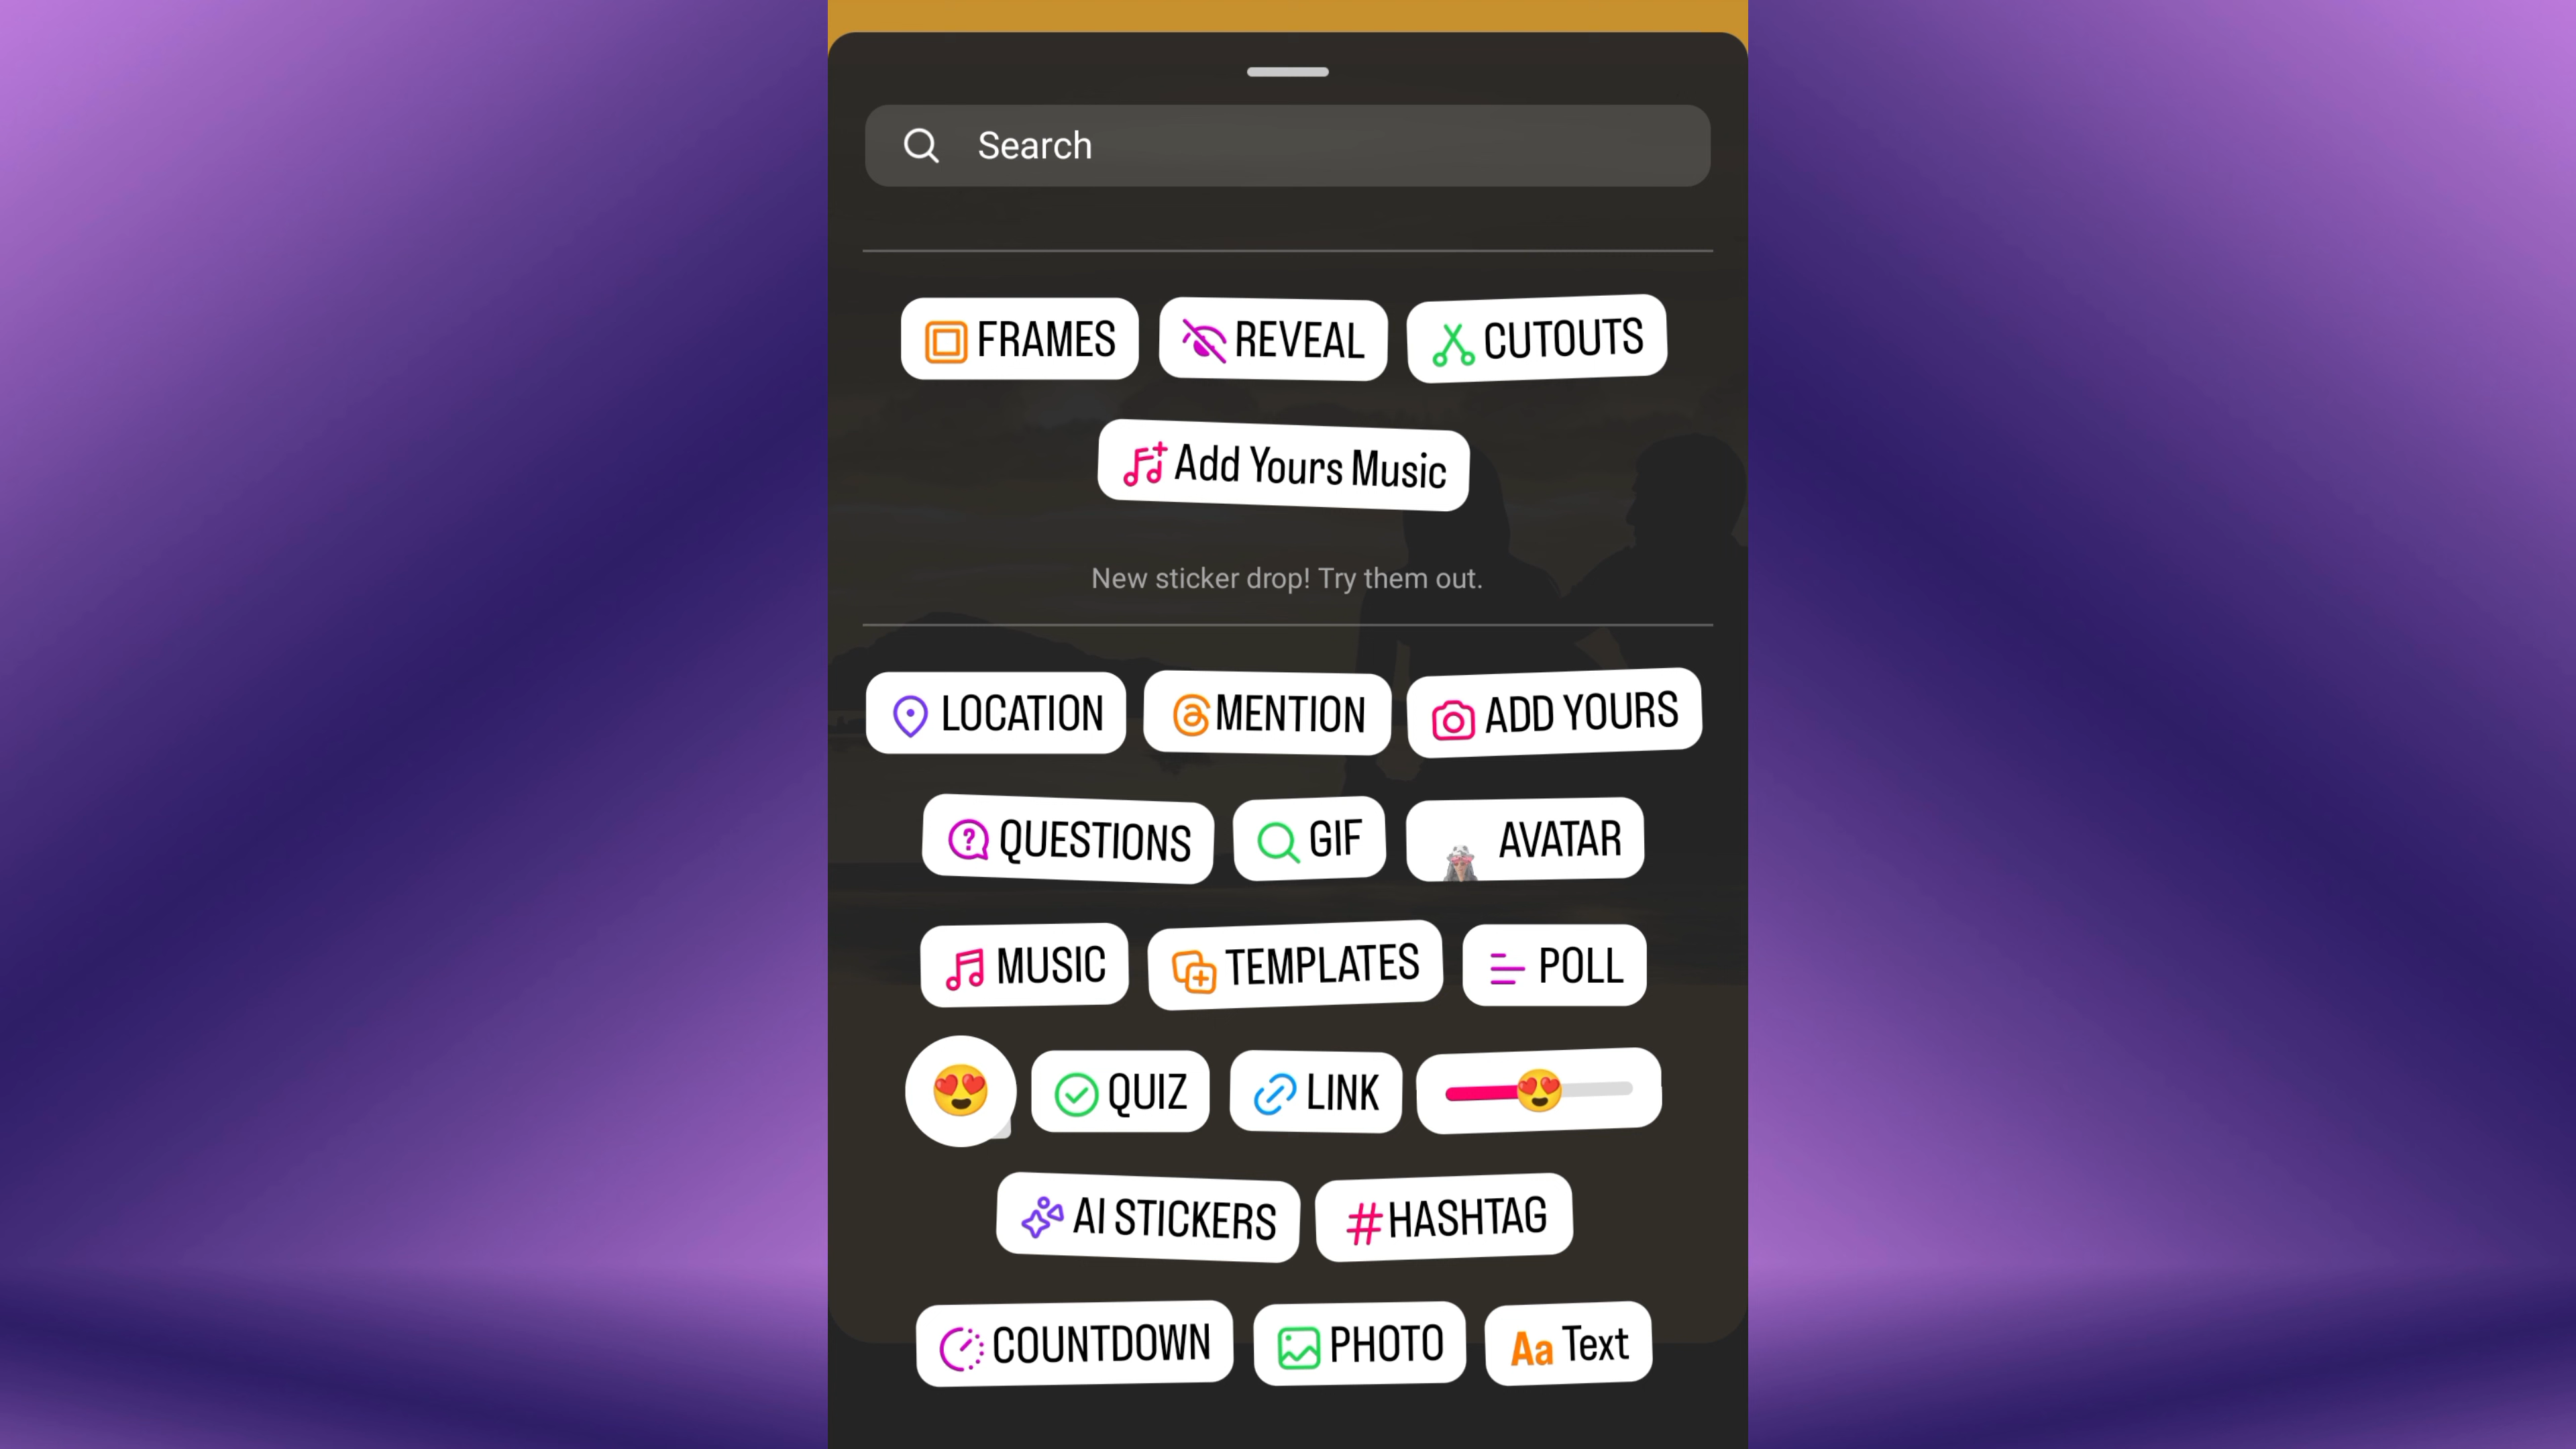 Search
FRAMES REVEAL CUTOUTS
Add Yours Music
New sticker drop! Try them out.
LOCATION MENTION ADD YOURS
QUESTIONS GIF AVATAR
MUSIC TEMPLATES POLL
QUIZ LINK
AI STICKERS #HASHTAG
COUNTDOWN PHOTO Aa Text